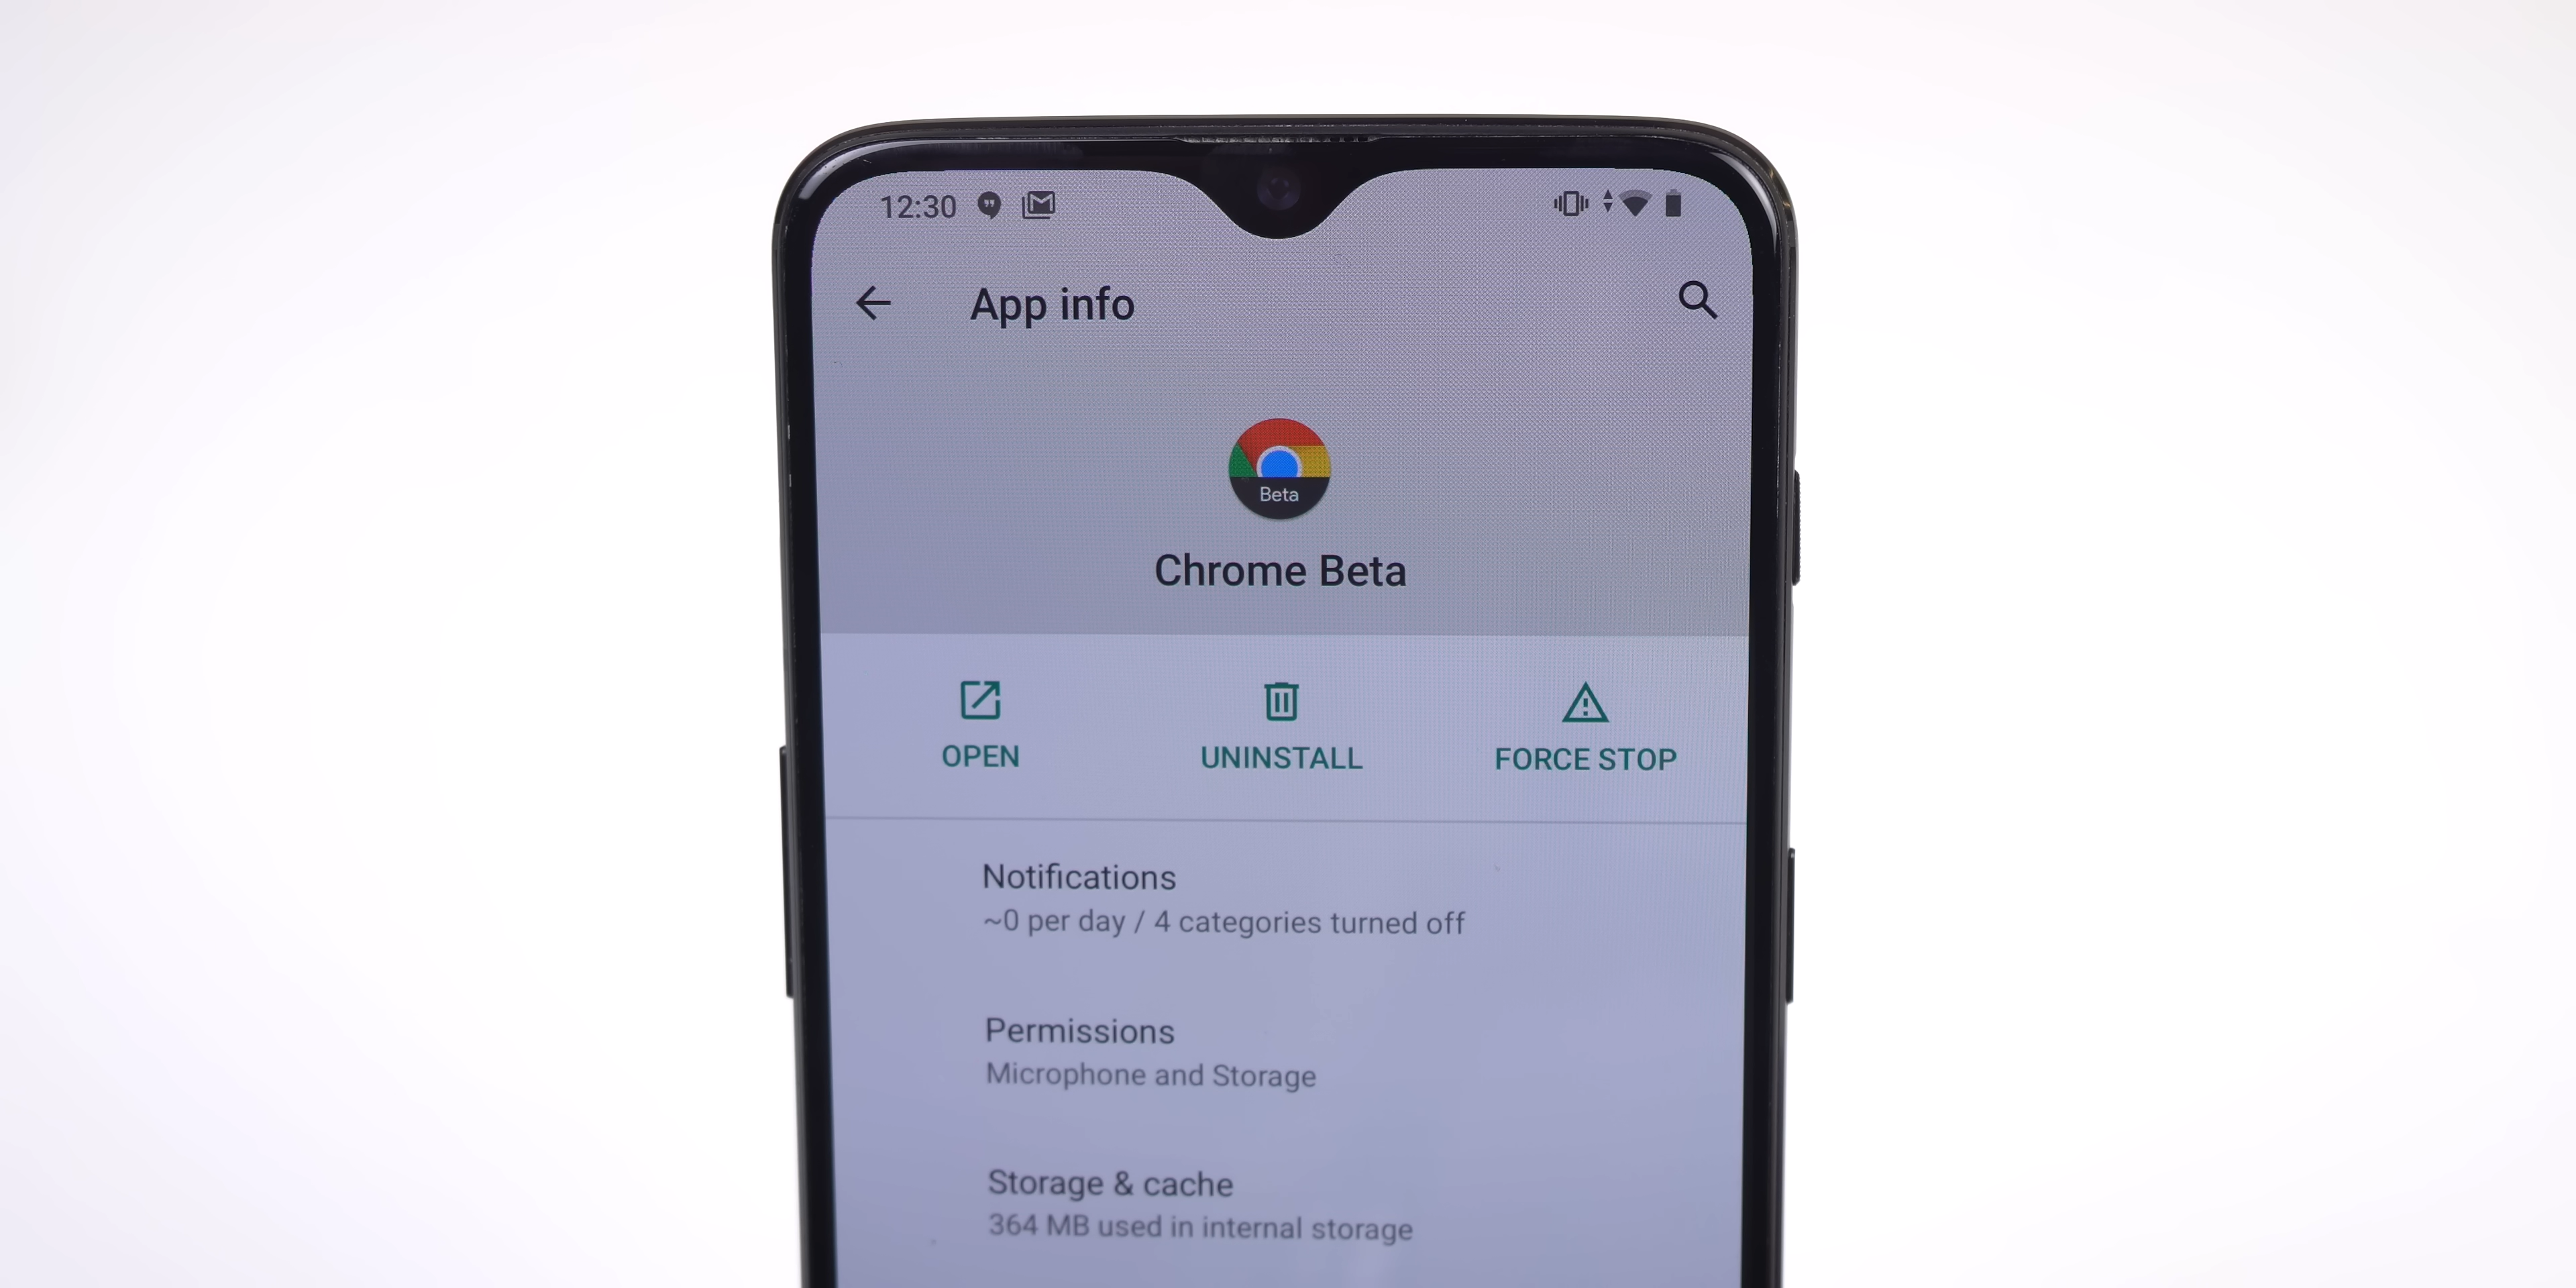 12:30
App info
Beta
Chrome Beta
OPEN UNINSTALL FORCE STOP
Notifications
~0 per day / 4 categories turned off
Permissions
Microphone and Storage
Storage & cache
364 MB used in internal storage